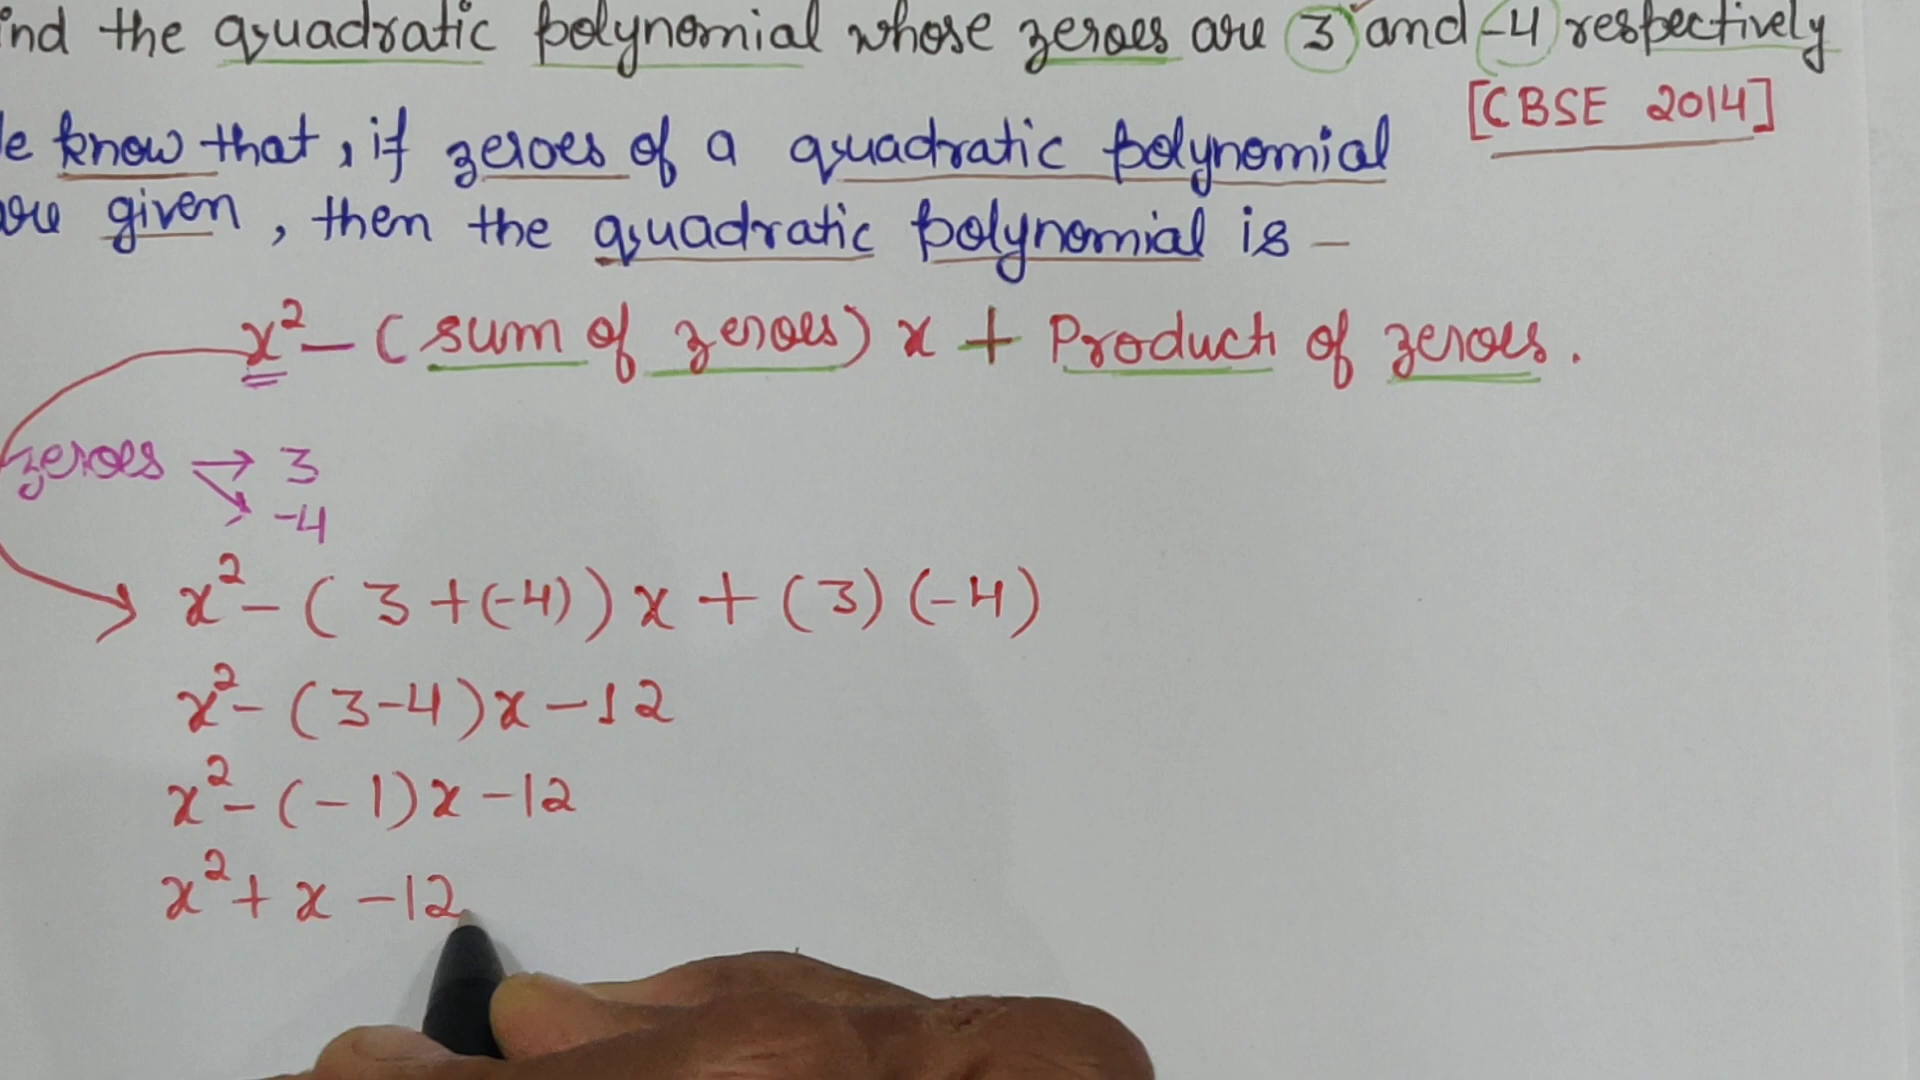 ind the quadratic polynomial whose zeroes are 3 and -4 respectively
[CBSE 2014]
e know that, if zeroes of a quadratic polynomial
are given, then the quadratic polynomial is -
x² - (sum of zeroes) x + Product of zeroes.
zeroes → 3
-4
x² - (3 + (-4)) x + (3) (-4)
x² - (3-4) x - 12
x² - (-1) x - 12
x² + x - 12